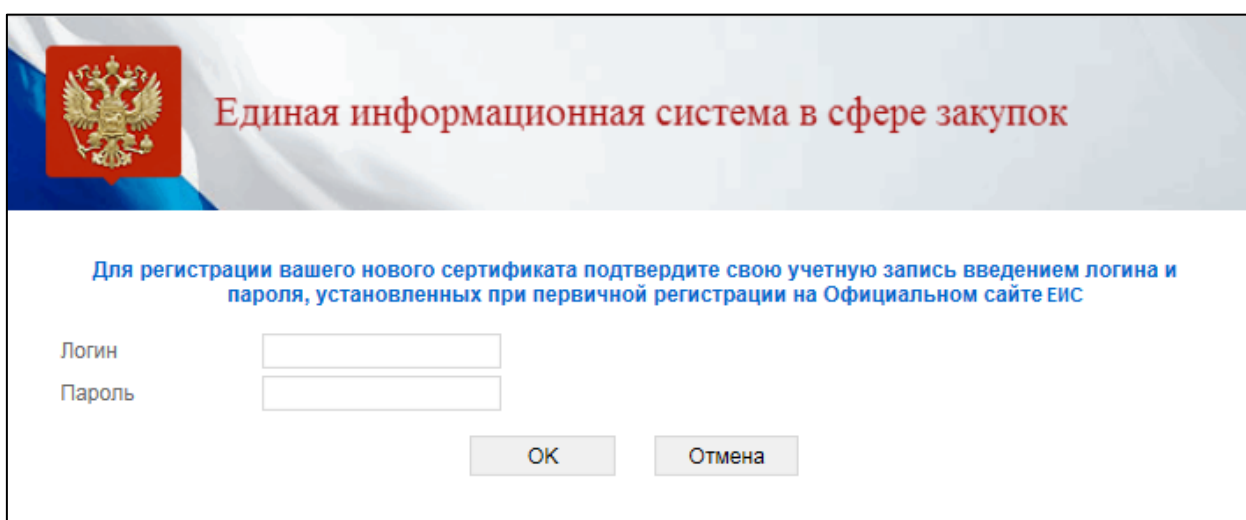 Единая информационная система в сфере закупок
Для регистрации вашего нового сертификата подтвердите свою учетную запись введением логина и
пароля, установленных при первичной регистрации на Официальном сайте ЕИС
Логин
Пароль
OK Отмена